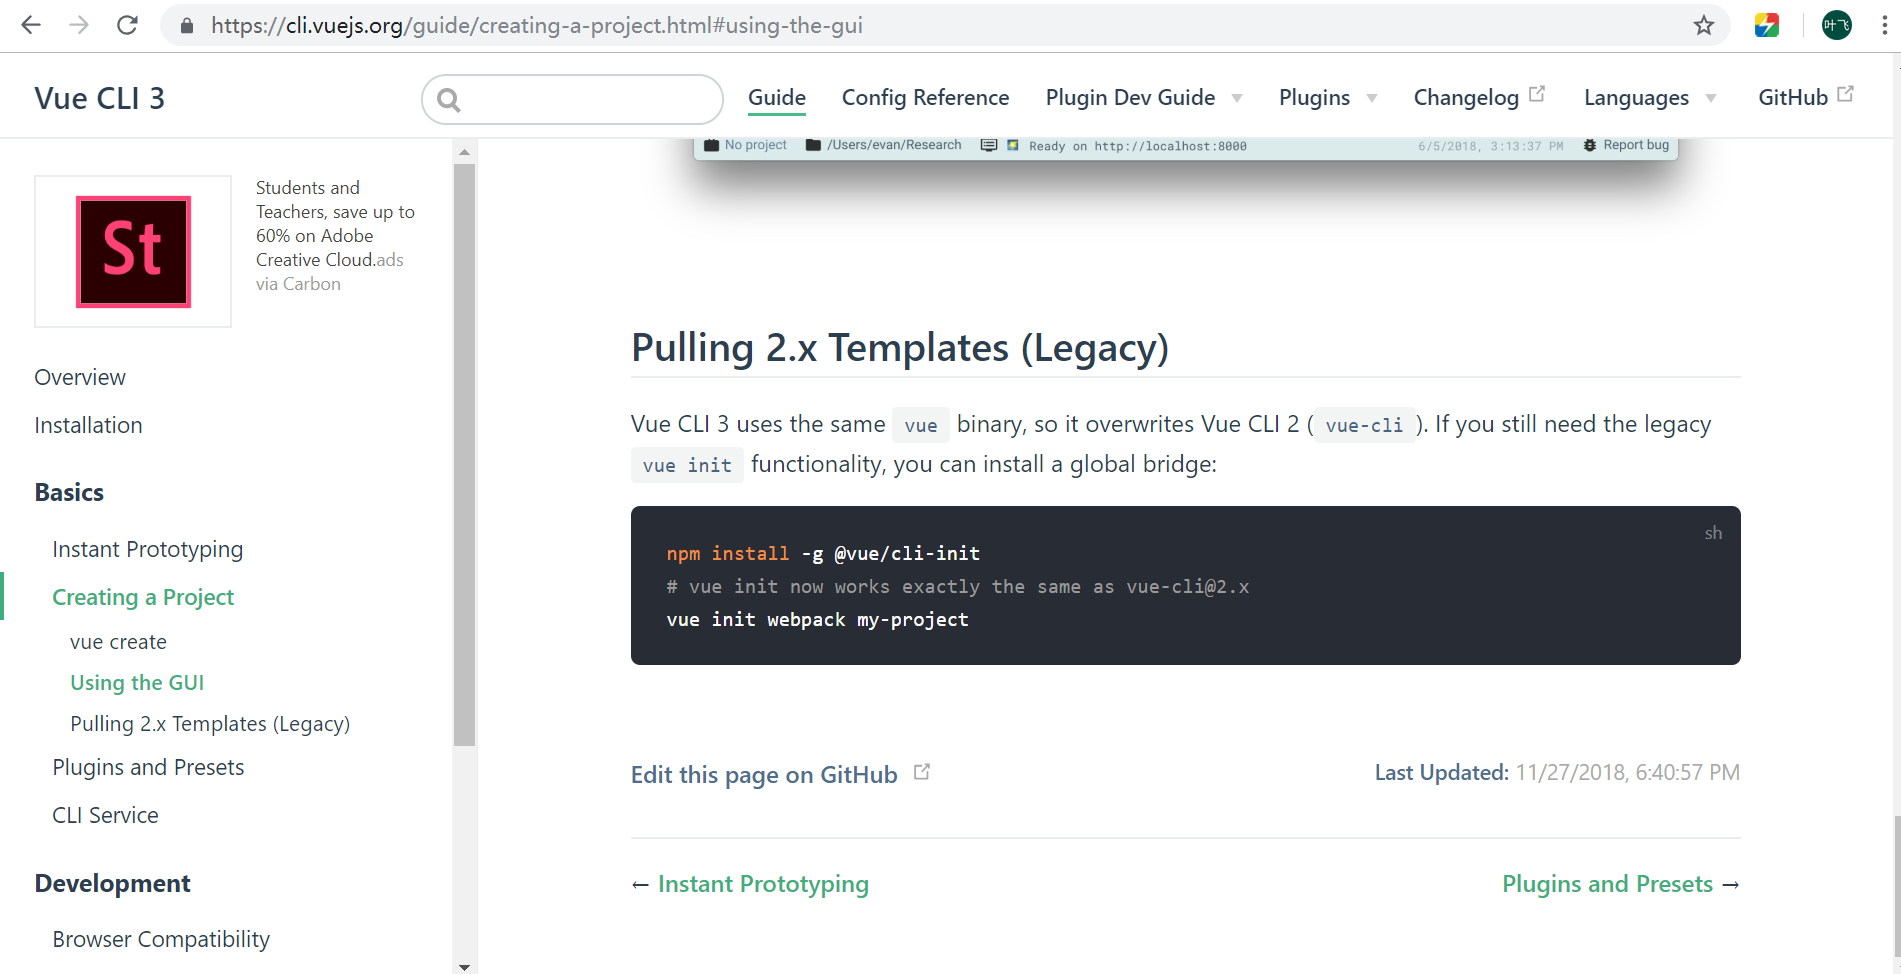 https://cli.vuejs.org/guide/creating-a-project.html#using-the-gui
叶飞
Vue CLI 3
Guide
Config Reference
Plugin Dev Guide
Plugins
Changelog
Languages
GitHub
No project
/Users/evan/Research
Ready on http://localhost:8000
6/5/2018, 3:13:37 PM
Report bug
St
Students and
Teachers, save up to
60% on Adobe
Creative Cloud.ads
via Carbon
Overview
Installation
Basics
Instant Prototyping
Creating a Project
vue create
Using the GUI
Pulling 2.x Templates (Legacy)
Plugins and Presets
CLI Service
Development
Browser Compatibility
Pulling 2.x Templates (Legacy)
Vue CLI 3 uses the same vue binary, so it overwrites Vue CLI 2 ( vue-cli ). If you still need the legacy
vue init functionality, you can install a global bridge:
sh
npm install -g @vue/cli-init
# vue init now works exactly the same as vue-cli@2.x
vue init webpack my-project
Edit this page on GitHub
Last Updated: 11/27/2018, 6:40:57 PM
← Instant Prototyping
Plugins and Presets →